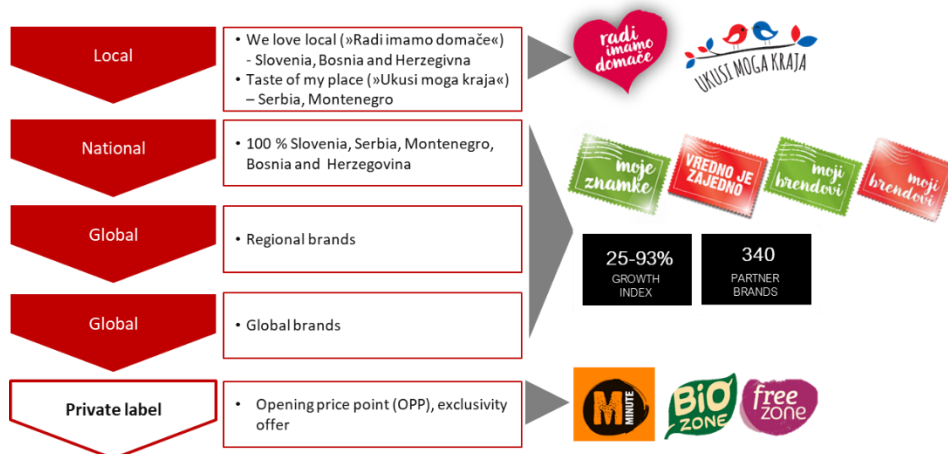 Local
• We love local (»Radi imamo domače«)
- Slovenia, Bosnia and Herzegivna
• Taste of my place (»Ukusi moga kraja«)
– Serbia, Montenegro
radi
imamo
domače
UKUSI MOGA KRAJA
National
• 100 % Slovenia, Serbia, Montenegro,
Bosnia and Herzegovina
moje
znamke
VREDNO JE
ZAJEDNO
moji
brendovi
moji
brendovi
Global
• Regional brands
25-93%
GROWTH
INDEX
340
PARTNER
BRANDS
Global
• Global brands
Private label
• Opening price point (OPP), exclusivity
offer
M
MINUTE
BiO
ZONE
free
zone